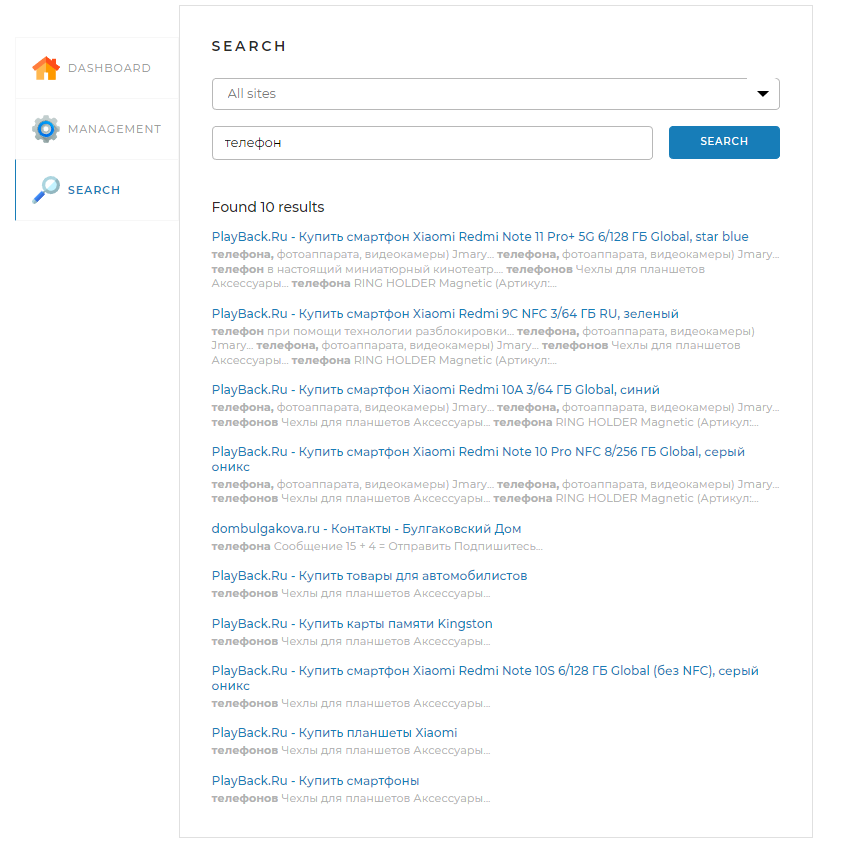 DASHBOARD
MANAGEMENT
SEARCH
SEARCH
All sites
телефон
SEARCH
Found 10 results
PlayBack.Ru - Купить смартфон Xiaomi Redmi Note 11 Pro+ 5G 6/128 ГБ Global, star blue
телефона, фотоаппарата, видеокамеры) Jmary... телефона, фотоаппарата, видеокамеры) Jmary...
телефон в настоящий миниатюрный кинотеатр.... телефонов Чехлы для планшетов
Аксессуары... телефона RING HOLDER Magnetic (Артикул:...
PlayBack.Ru - Купить смартфон Xiaomi Redmi 9C NFC 3/64 ГБ RU, зеленый
телефон при помощи технологии разблокировки... телефона, фотоаппарата, видеокамеры)
Jmary... телефона, фотоаппарата, видеокамеры) Jmary... телефонов Чехлы для планшетов
Аксессуары... телефона RING HOLDER Magnetic (Артикул:...
PlayBack.Ru - Купить смартфон Xiaomi Redmi 10A 3/64 ГБ Global, синий
телефона, фотоаппарата, видеокамеры) Jmary... телефона, фотоаппарата, видеокамеры) Jmary...
телефонов Чехлы для планшетов Аксессуары... телефона RING HOLDER Magnetic (Артикул:...
PlayBack.Ru - Купить смартфон Xiaomi Redmi Note 10 Pro NFC 8/256 ГБ Global, серый
оникс
телефона, фотоаппарата, видеокамеры) Jmary... телефона, фотоаппарата, видеокамеры) Jmary...
телефонов Чехлы для планшетов Аксессуары... телефона RING HOLDER Magnetic (Артикул:...
dombulgakova.ru - Контакты - Булгаковский Дом
телефона Сообщение 15 + 4 = Отправить Подпишитесь...
PlayBack.Ru - Купить товары для автомобилистов
телефонов Чехлы для планшетов Аксессуары...
PlayBack.Ru - Купить карты памяти Kingston
телефонов Чехлы для планшетов Аксессуары...
PlayBack.Ru - Купить смартфон Xiaomi Redmi Note 10S 6/128 ГБ Global (без NFC), серый
оникс
телефонов Чехлы для планшетов Аксессуары...
PlayBack.Ru - Купить планшеты Xiaomi
телефонов Чехлы для планшетов Аксессуары...
PlayBack.Ru - Купить смартфоны
телефонов Чехлы для планшетов Аксессуары...